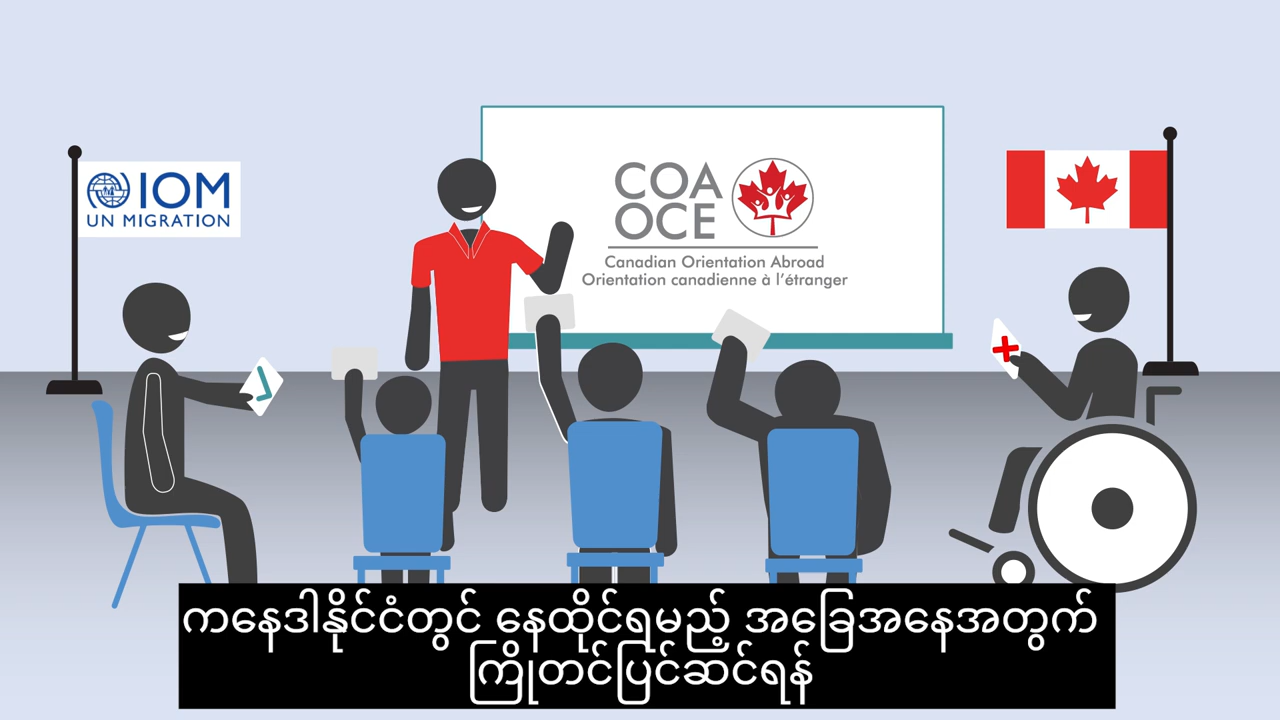 IOM
UN MIGRATION
COA
OCE
Canadian Orientation Abroad
Orientation canadienne à l'étranger
ကနေဒါနိုင်ငံတွင် နေထိုင်ရမည့် အခြေအနေအတွက်
ကြိုတင်ပြင်ဆင်ရန်